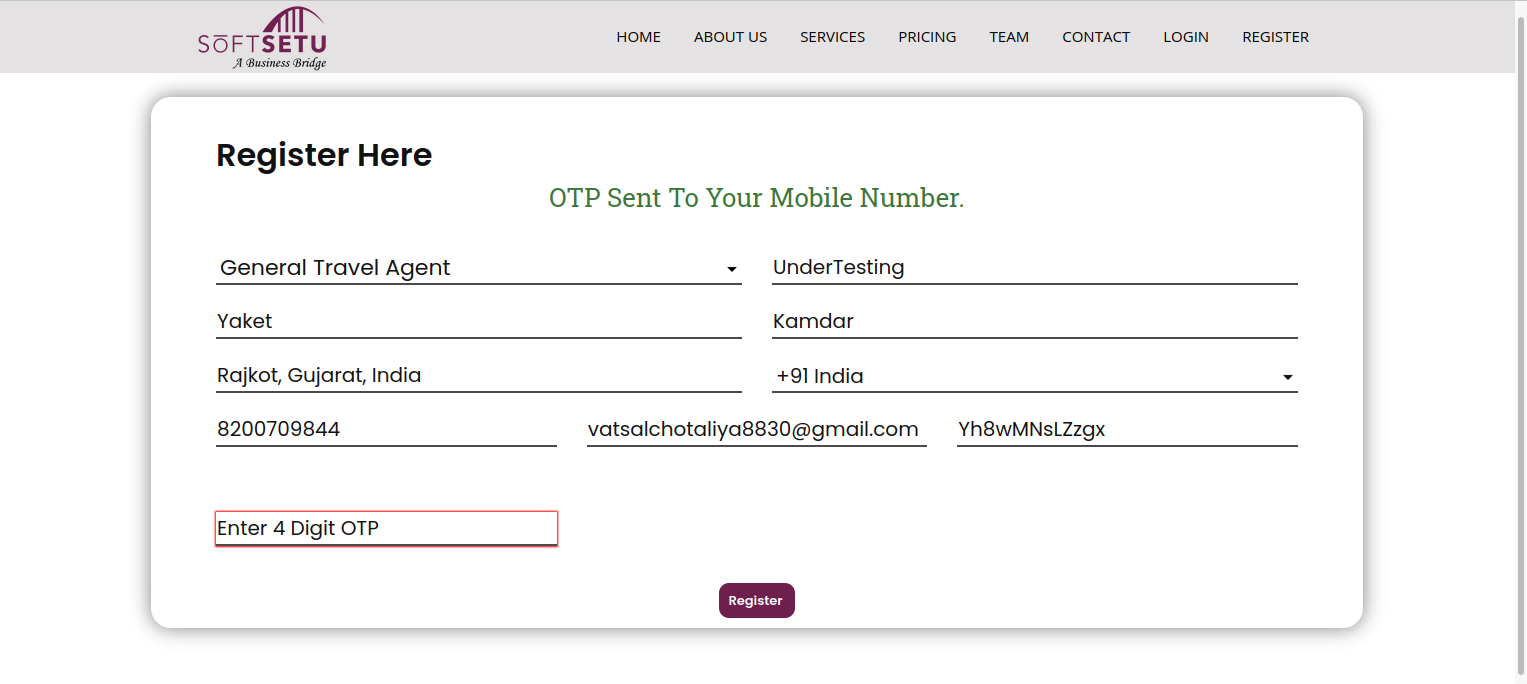 SōFTSETU
A Business Bridge
HOME ABOUT US SERVICES PRICING TEAM CONTACT LOGIN REGISTER
Register Here
OTP Sent To Your Mobile Number.
General Travel Agent UnderTesting
Yaket Kamdar
Rajkot, Gujarat, India +91 India
8200709844 vatsalchotaliya8830@gmail.com Yh8wMNsLZzgx
Enter 4 Digit OTP
Register